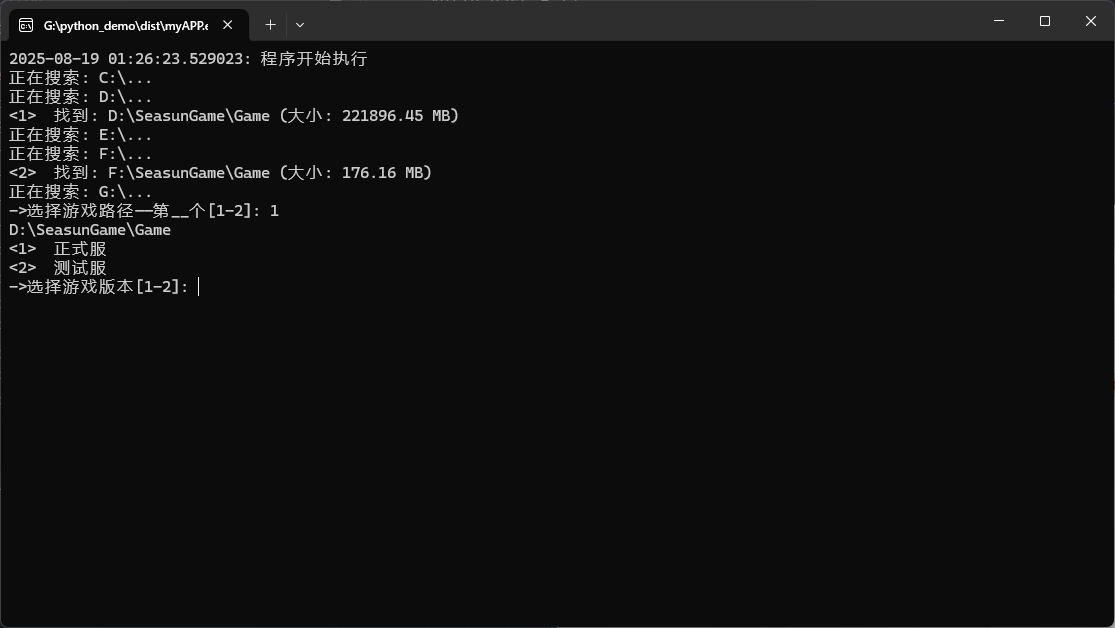 G:\python_demo\dist\myAPP.e
2025-08-19 01:26:23.529023: 程序开始执行
正在搜索: C:\...
正在搜索: D:\...
<1>  找到: D:\SeasunGame\Game (大小: 221896.45 MB)
正在搜索: E:\...
正在搜索: F:\...
<2>  找到: F:\SeasunGame\Game (大小: 176.16 MB)
正在搜索: G:\...
->选择游戏路径——第__个[1-2]: 1
D:\SeasunGame\Game
<1>  正式服
<2>  测试服
->选择游戏版本[1-2]: